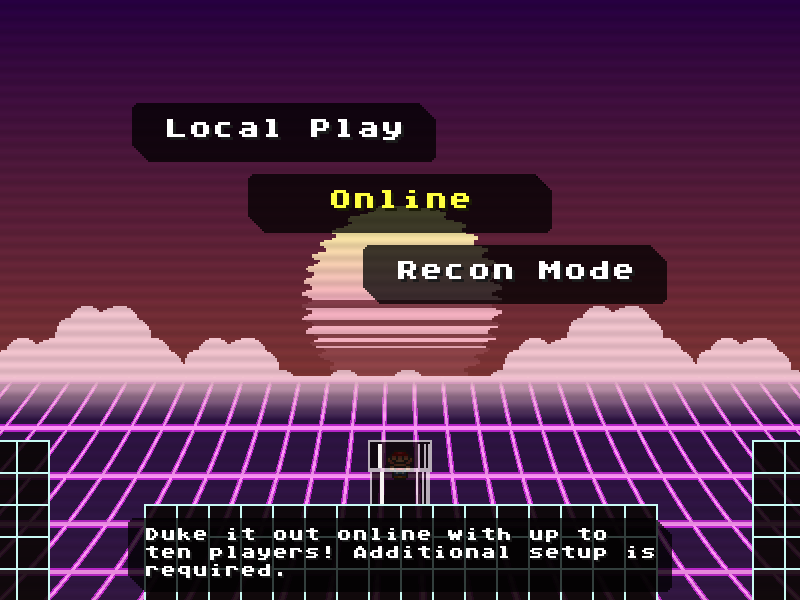 Local Play
Online
Recon Mode
Duke it out online with up to
ten players! Additional setup is
required.